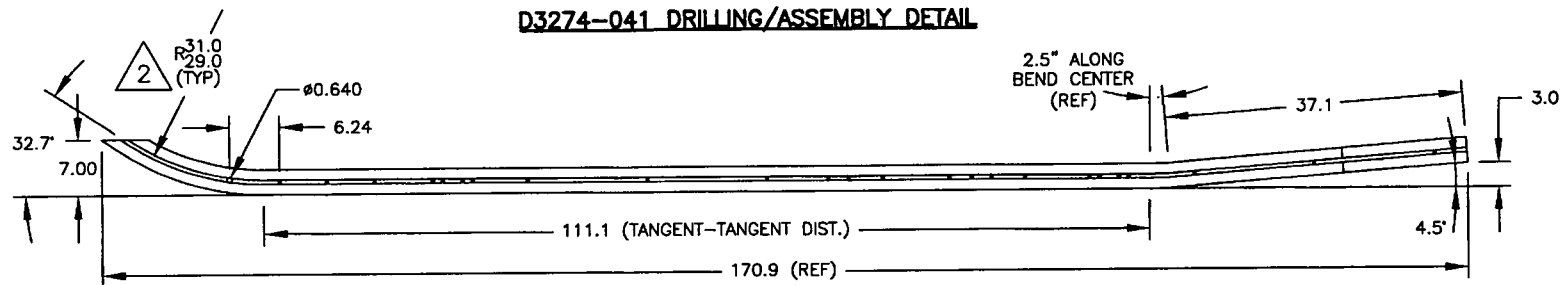 D3274-041 DRILLING/ASSEMBLY DETAIL
2
R31.0
29.0
(TYP)
ø0.640
6.24
2.5" ALONG
BEND CENTER
(REF)
37.1
3.0
32.7°
7.00
111.1 (TANGENT-TANGENT DIST.)
4.5°
170.9 (REF)